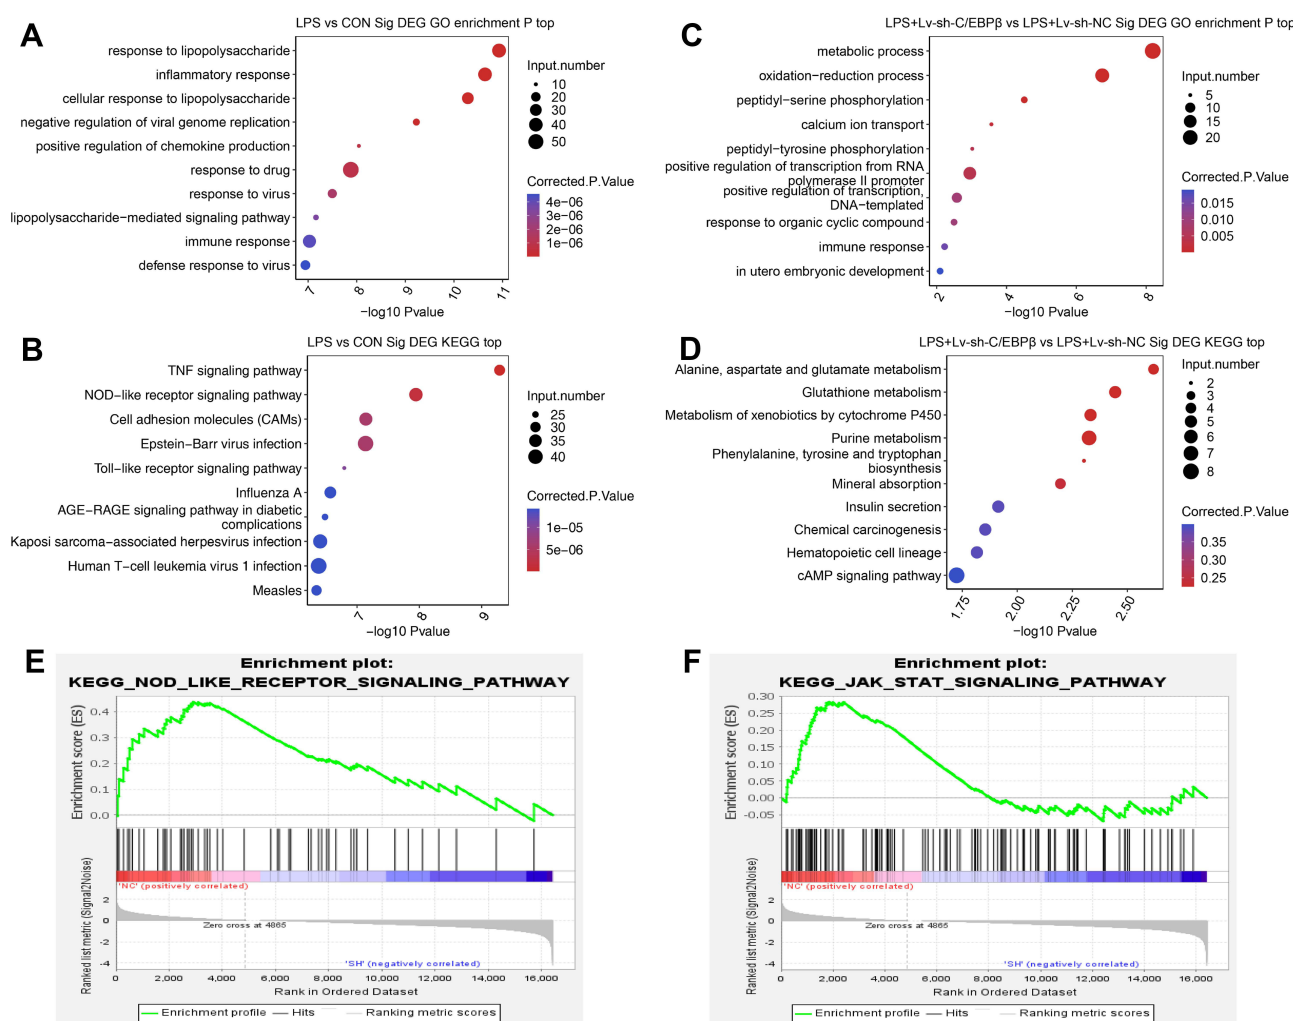 A
LPS vs CON Sig DEG GO enrichment P top
response to lipopolysaccharide
inflammatory response
cellular response to lipopolysaccharide
negative regulation of viral genome replication
positive regulation of chemokine production
response to drug
response to virus
lipopolysaccharide−mediated signaling pathway
immune response
defense response to virus
7 8 9 10 11
−log10 Pvalue
Input.number
10
20
30
40
50
Corrected.P.Value
4e−06
3e−06
2e−06
1e−06
C
LPS+Lv-sh-C/EBPβ vs LPS+Lv-sh-NC Sig DEG GO enrichment P top
metabolic process
oxidation−reduction process
peptidyl−serine phosphorylation
calcium ion transport
peptidyl−tyrosine phosphorylation
positive regulation of transcription from RNA
polymerase II promoter
positive regulation of transcription,
DNA−templated
response to organic cyclic compound
immune response
in utero embryonic development
2 4 6 8
−log10 Pvalue
Input.number
5
10
15
20
Corrected.P.Value
0.015
0.010
0.005
B
LPS vs CON Sig DEG KEGG top
TNF signaling pathway
NOD−like receptor signaling pathway
Cell adhesion molecules (CAMs)
Epstein−Barr virus infection
Toll−like receptor signaling pathway
Influenza A
AGE−RAGE signaling pathway in diabetic
complications
Kaposi sarcoma−associated herpesvirus infection
Human T−cell leukemia virus 1 infection
Measles
7 8 9
−log10 Pvalue
Input.number
25
30
35
40
Corrected.P.Value
1e−05
5e−06
D
LPS+Lv-sh-C/EBPβ vs LPS+Lv-sh-NC Sig DEG KEGG top
Alanine, aspartate and glutamate metabolism
Glutathione metabolism
Metabolism of xenobiotics by cytochrome P450
Purine metabolism
Phenylalanine, tyrosine and tryptophan
biosynthesis
Mineral absorption
Insulin secretion
Chemical carcinogenesis
Hematopoietic cell lineage
cAMP signaling pathway
1.75 2.00 2.25 2.50
−log10 Pvalue
Input.number
2
3
4
5
6
7
8
Corrected.P.Value
0.35
0.30
0.25
E
Enrichment plot:
KEGG_NOD_LIKE_RECEPTOR_SIGNALING_PATHWAY
Enrichment score (ES)
0.4
0.3
0.2
0.1
0.0
'NC' (positively correlated)
Ranked list metric (Signal2Noise)
2
0
-2
-4
Zero cross at 4865
'SH' (negatively correlated)
0 2,000 4,000 6,000 8,000 10,000 12,000 14,000 16,000
Rank in Ordered Dataset
Enrichment profile Hits Ranking metric scores
F
Enrichment plot:
KEGG_JAK_STAT_SIGNALING_PATHWAY
Enrichment score (ES)
0.30
0.25
0.20
0.15
0.10
0.05
0.00
-0.05
'NC' (positively correlated)
Ranked list metric (Signal2Noise)
2
0
-2
-4
Zero cross at 4865
'SH' (negatively correlated)
0 2,000 4,000 6,000 8,000 10,000 12,000 14,000 16,000
Rank in Ordered Dataset
Enrichment profile Hits Ranking metric scores